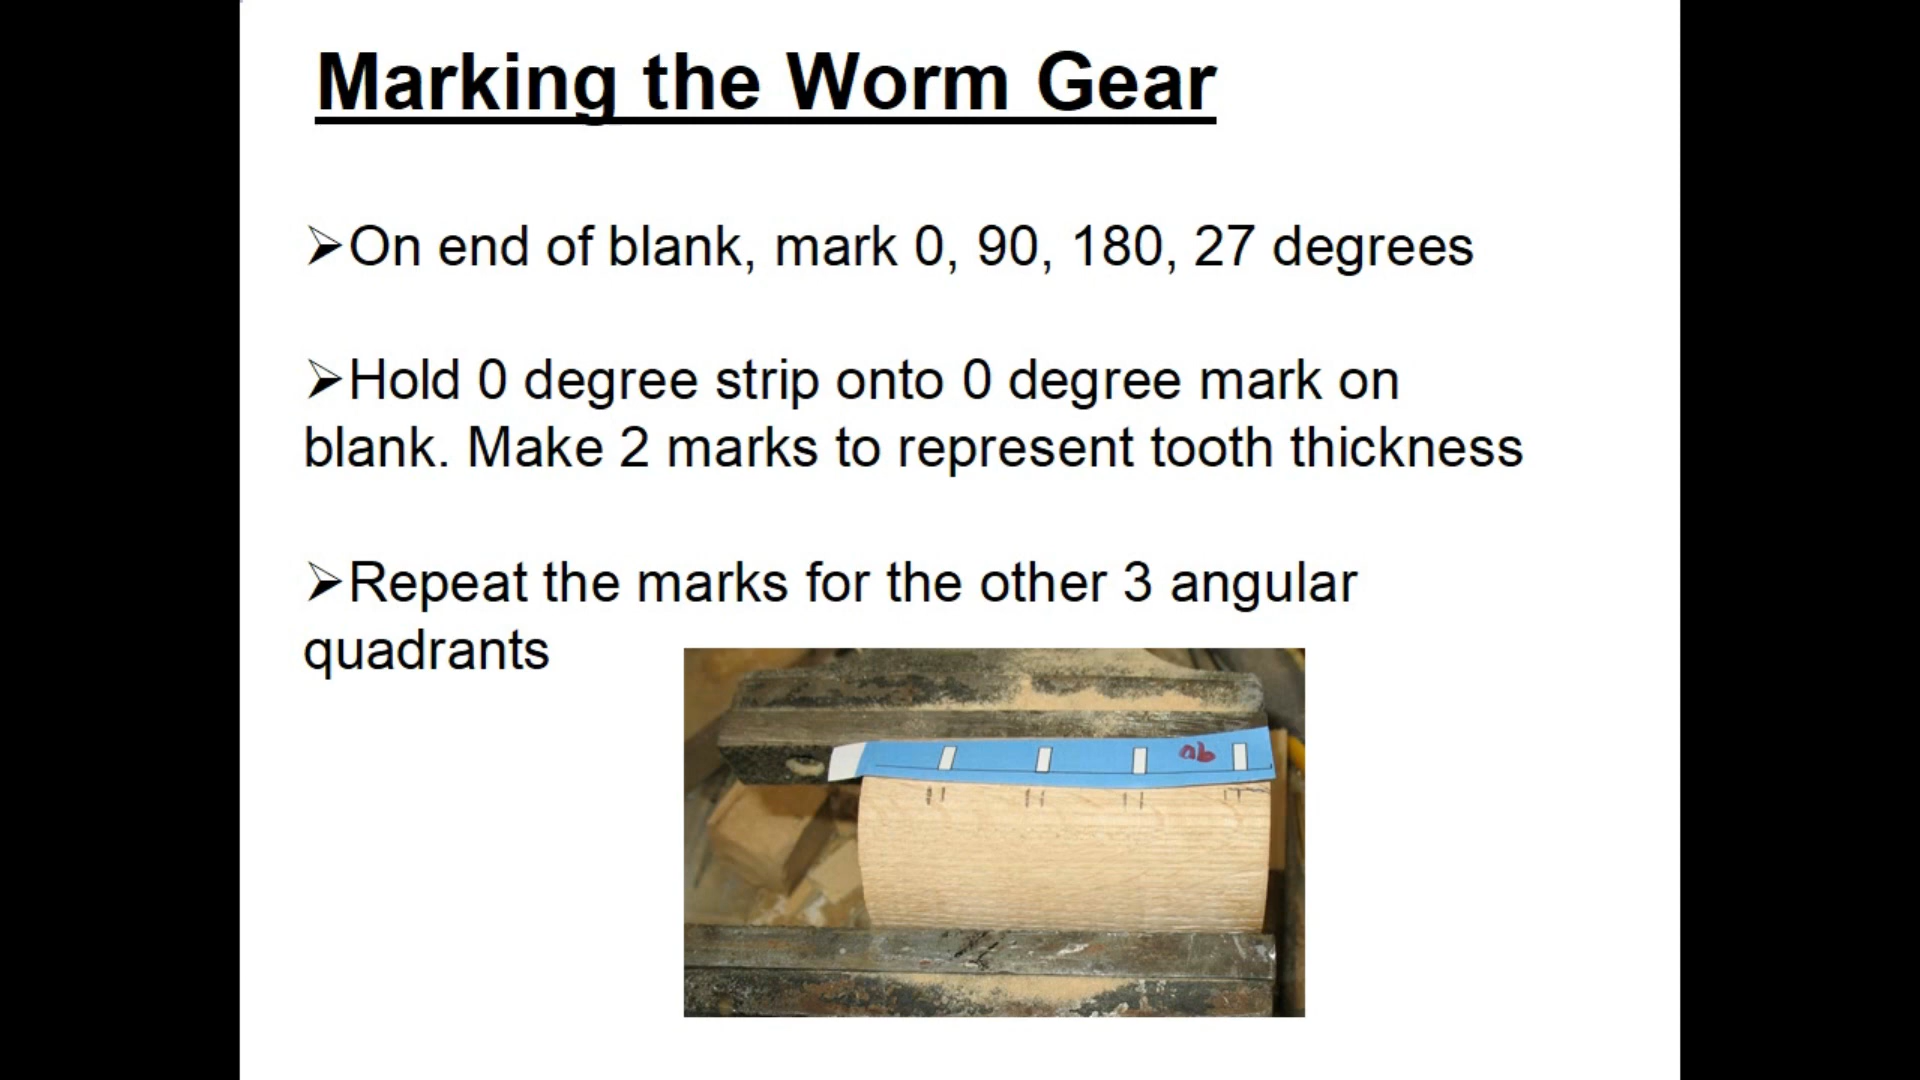 Marking the Worm Gear
➢On end of blank, mark 0, 90, 180, 27 degrees
➢Hold 0 degree strip onto 0 degree mark on
blank. Make 2 marks to represent tooth thickness
➢Repeat the marks for the other 3 angular
quadrants
90